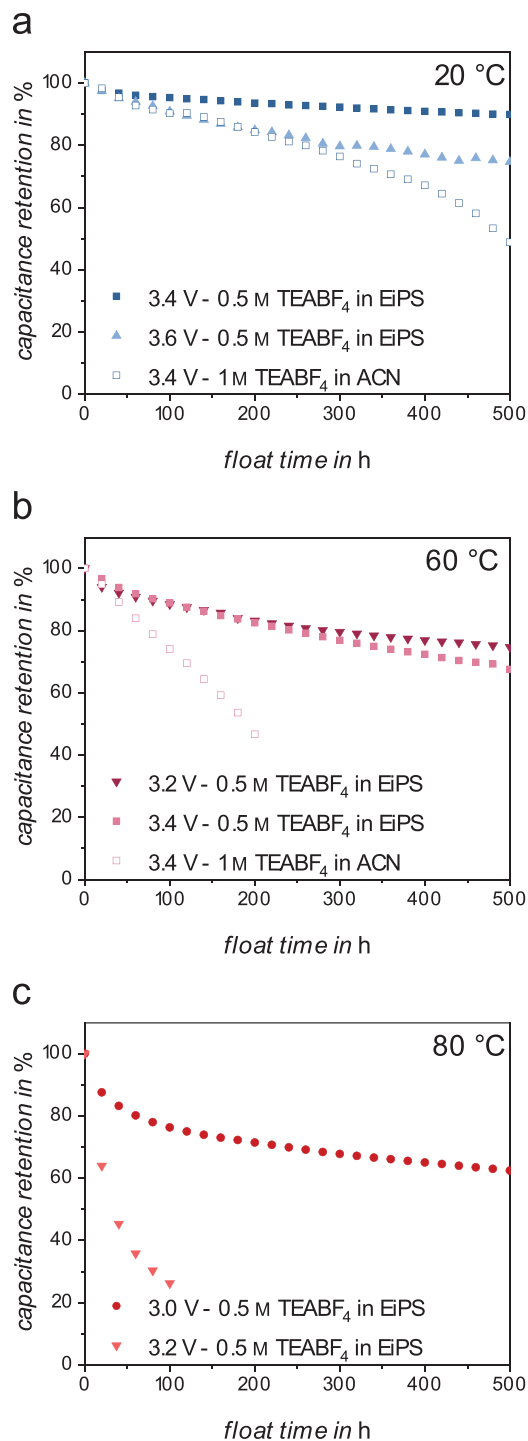 a
20 °C
capacitance retention in %
100
80
60
40
20
0
3.4 V - 0.5 M TEABF₄ in EiPS
3.6 V - 0.5 M TEABF₄ in EiPS
3.4 V - 1M TEABF₄ in ACN
0 100 200 300 400 500
float time in h
b
60 °C
capacitance retention in %
100
80
60
40
20
0
3.2 V - 0.5 M TEABF₄ in EiPS
3.4 V - 0.5 M TEABF₄ in EiPS
3.4 V - 1M TEABF₄ in ACN
0 100 200 300 400 500
float time in h
c
80 °C
capacitance retention in %
100
80
60
40
20
0
3.0 V - 0.5 M TEABF₄ in EiPS
3.2 V - 0.5 M TEABF₄ in EiPS
0 100 200 300 400 500
float time in h